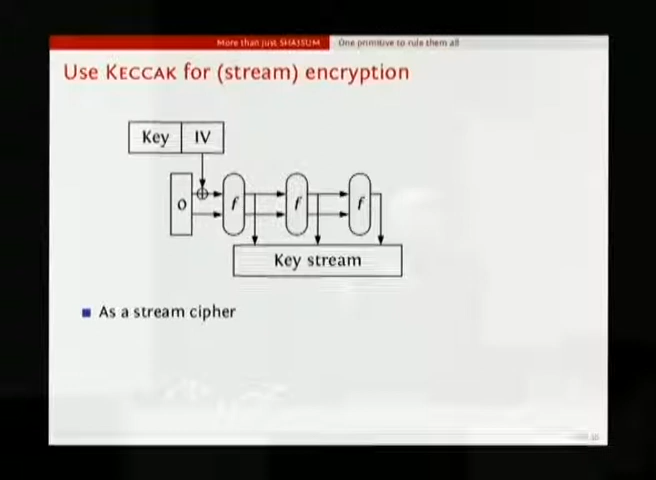 More than just SHA3SUM One primitive to rule them all
Use KECCAK for (stream) encryption
Key IV
0 f f f
Key stream
As a stream cipher